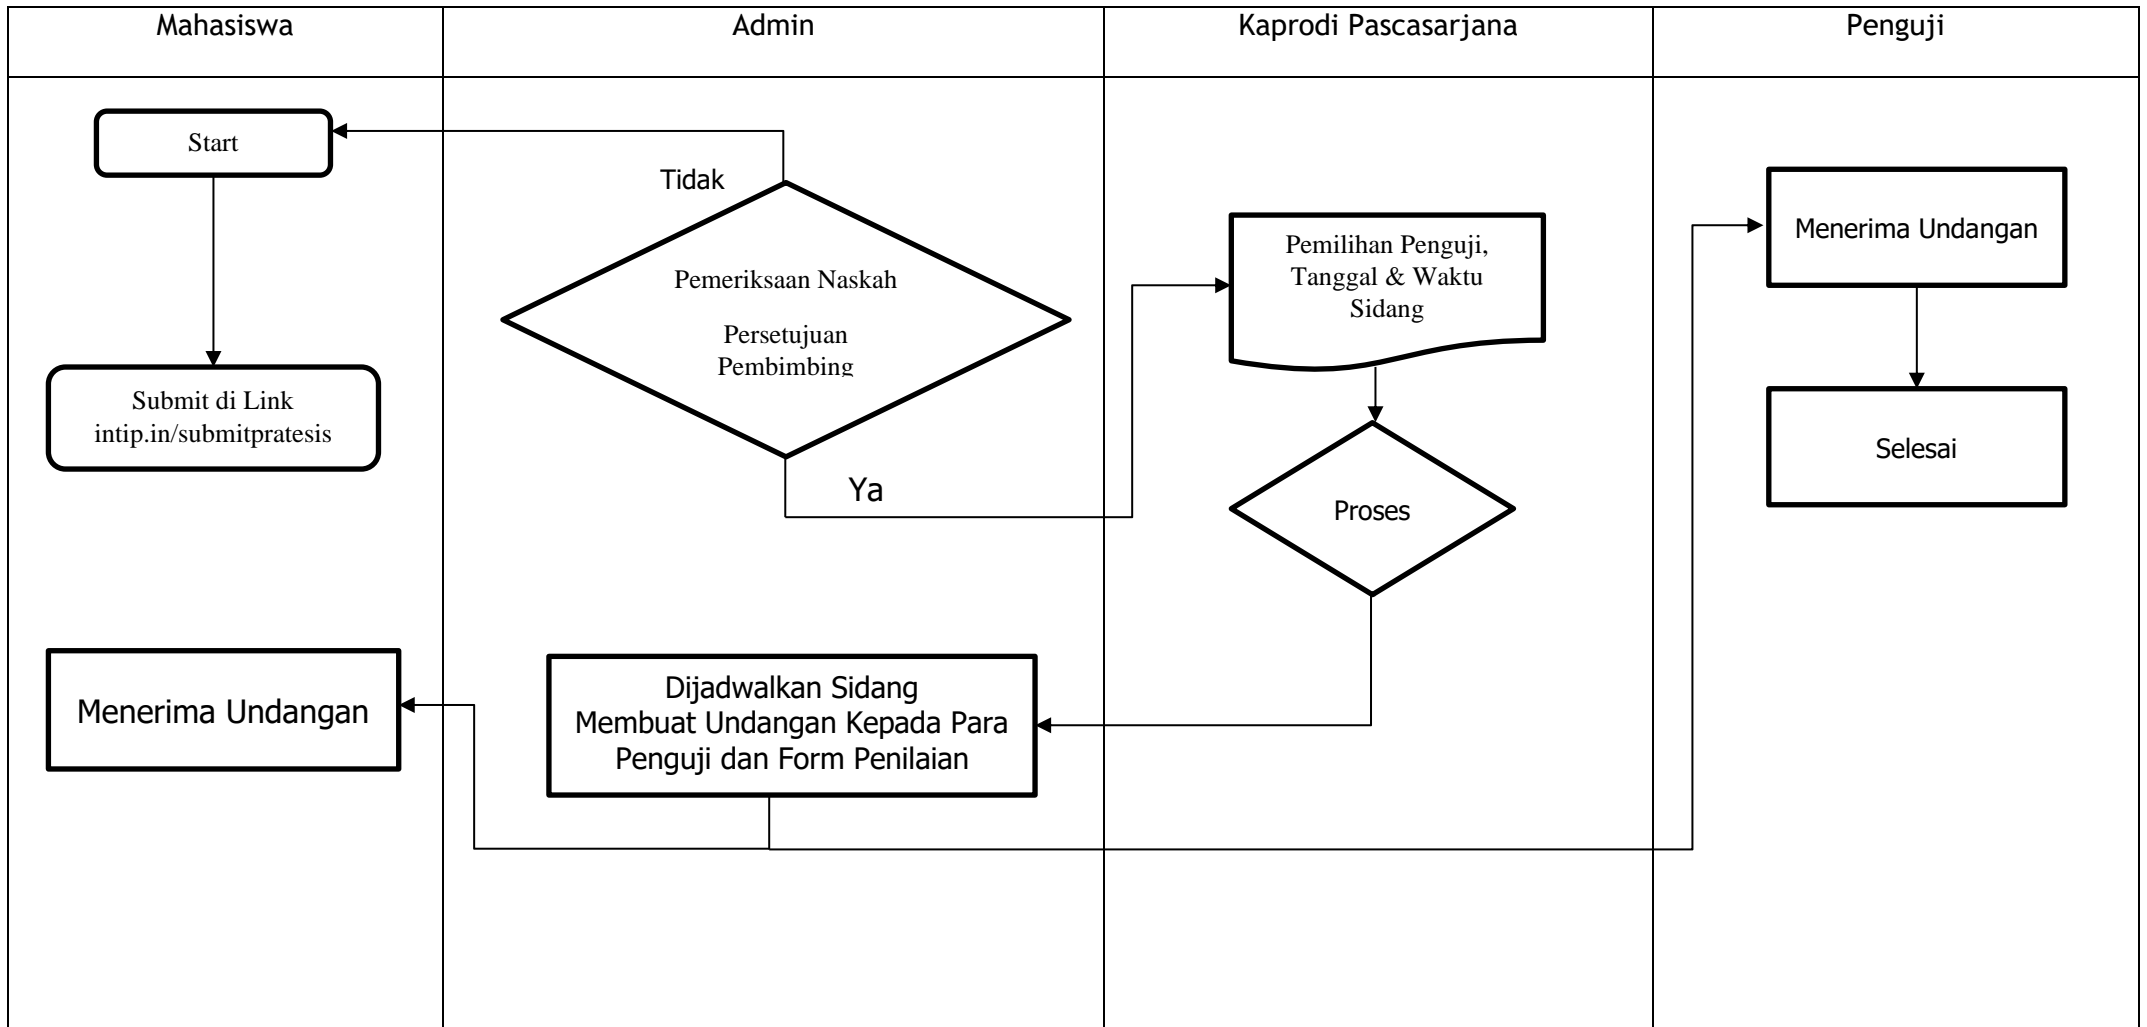 Mahasiswa
Admin
Kaprodi Pascasarjana
Penguji
Start
Submit di Link
intip.in/submitpratesis
Menerima Undangan
Tidak
Pemeriksaan Naskah
Persetujuan
Pembimbing
Ya
Dijadwalkan Sidang
Membuat Undangan Kepada Para
Penguji dan Form Penilaian
Pemilihan Penguji,
Tanggal & Waktu
Sidang
Proses
Menerima Undangan
Selesai